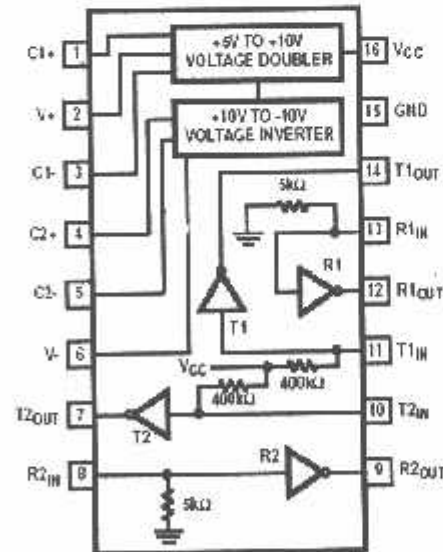 C1+ 1
+5V TO +10V
VOLTAGE DOUBLER
16 VCC
V+ 2
+10V TO -10V
VOLTAGE INVERTER
15 GND
C1- 3
14 T1OUT
5kΩ
C2+ 4
13 R1IN
R1
C2- 5
12 R1OUT
T1
V- 6
11 T1IN
VCC
400kΩ
400kΩ
T2OUT 7
T2
10 T2IN
R2IN 8
R2
9 R2OUT
5kΩ